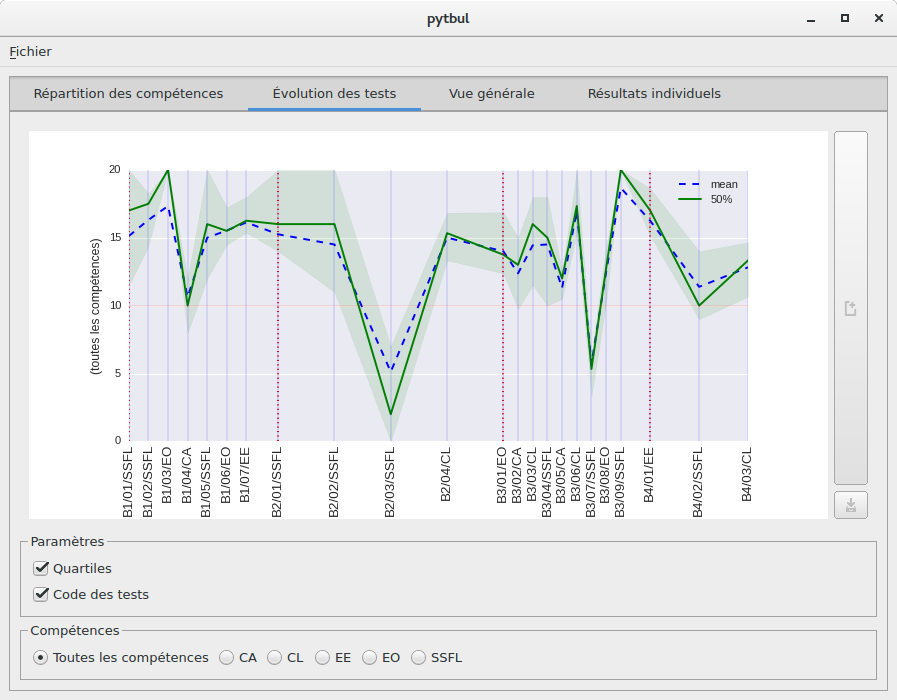 pytbul
Fichier
Répartition des compétences
Évolution des tests
Vue générale
Résultats individuels
20
15
10
5
0
(toutes les compétences)
mean
50%
B1/01/SSFL
B1/02/SSFL
B1/03/EO
B1/04/CA
B1/05/SSFL
B1/06/EO
B1/07/EE
B2/01/SSFL
B2/02/SSFL
B2/03/SSFL
B2/04/CL
B3/01/EO
B3/02/CA
B3/03/CL
B3/04/SSFL
B3/05/CA
B3/06/CL
B3/07/SSFL
B3/08/EO
B3/09/SSFL
B4/01/EE
B4/02/SSFL
B4/03/CL
Paramètres
Quartiles
Code des tests
Compétences
Toutes les compétences CA CL EE EO SSFL